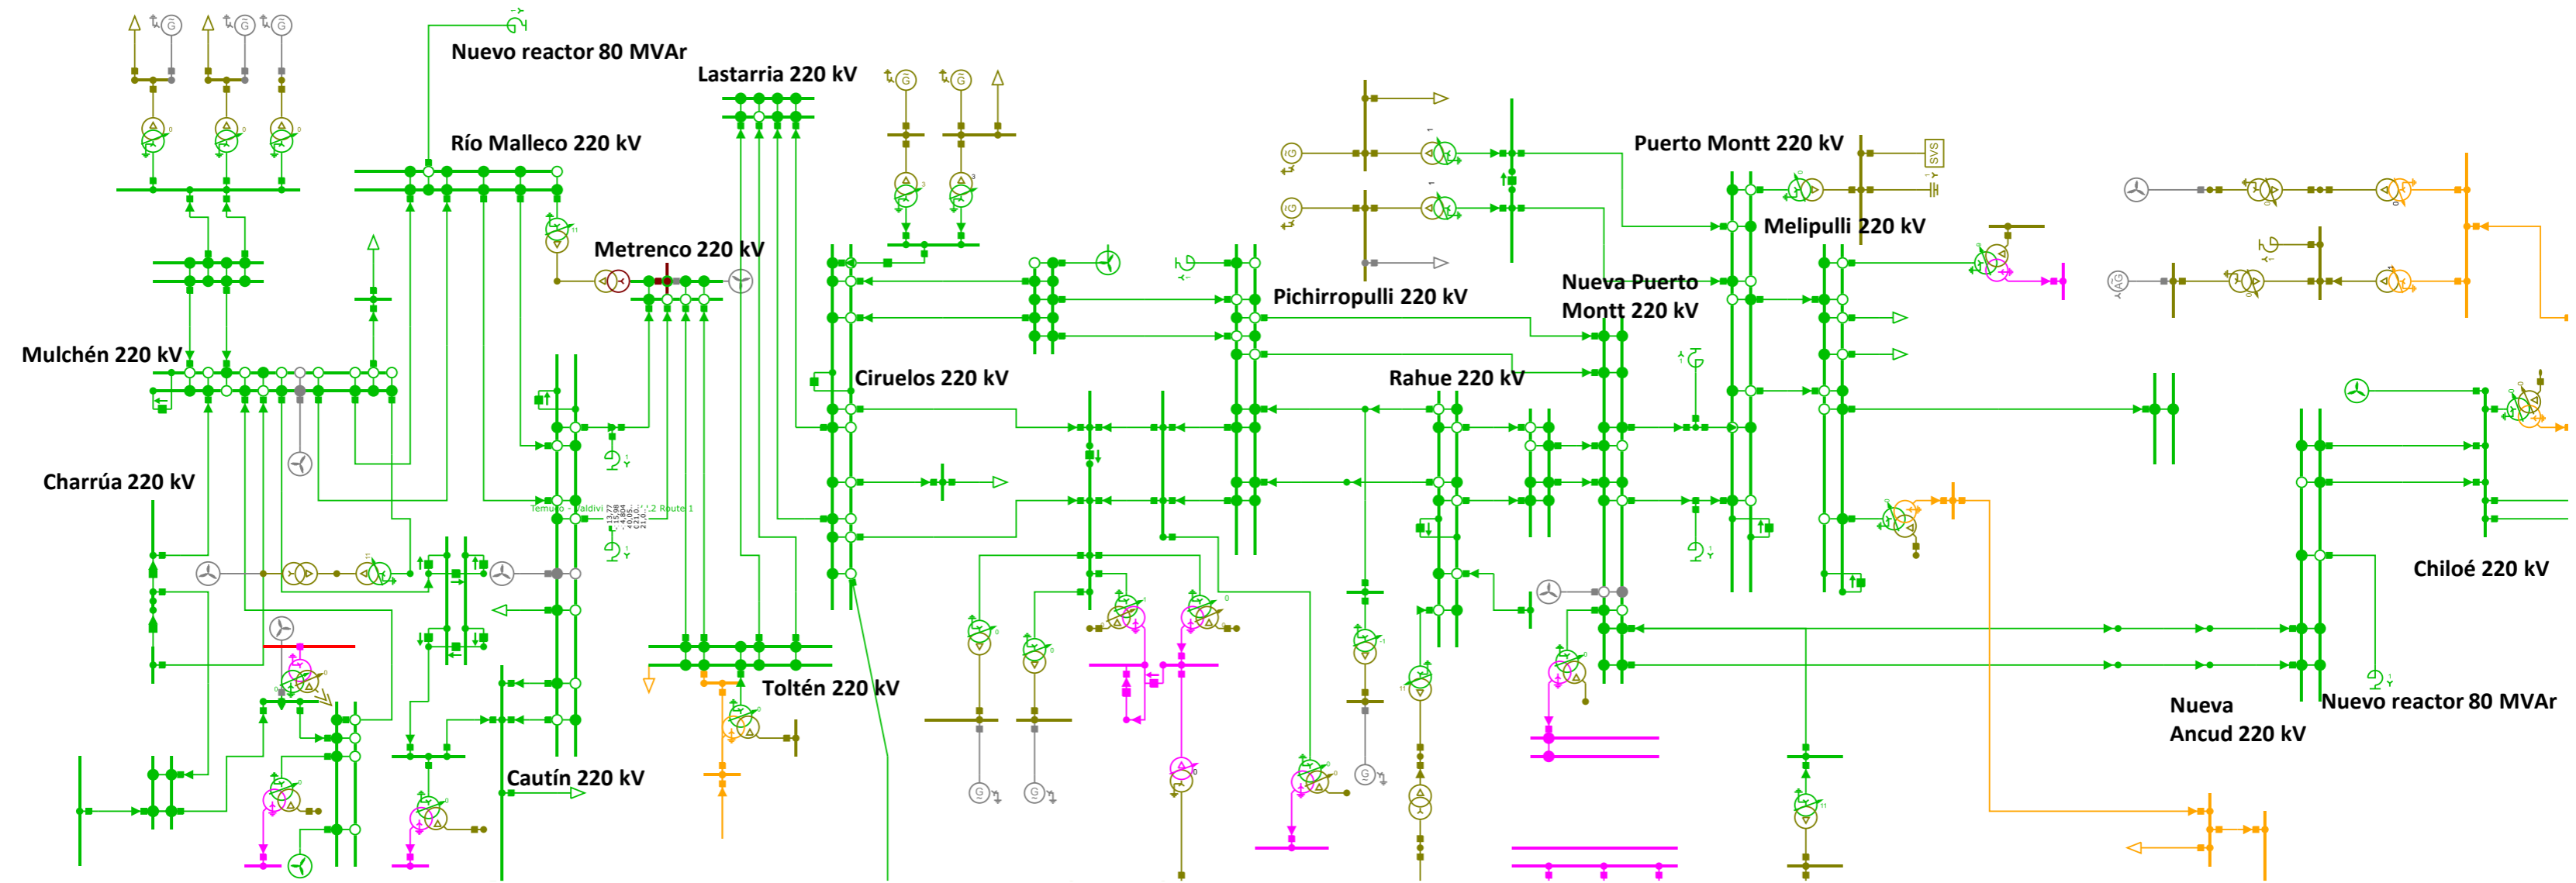 Nuevo reactor 80 MVAr
Lastarria 220 kV
Río Malleco 220 kV
Puerto Montt 220 kV
SVS
Metrenco 220 kV
Melipulli 220 kV
Pichirropulli 220 kV
Nueva Puerto
Montt 220 kV
Mulchén 220 kV
Ciruelos 220 kV
Rahue 220 kV
Charrúa 220 kV
Chiloé 220 kV
Toltén 220 kV
Nueva
Ancud 220 kV
Nuevo reactor 80 MVAr
Cautín 220 kV